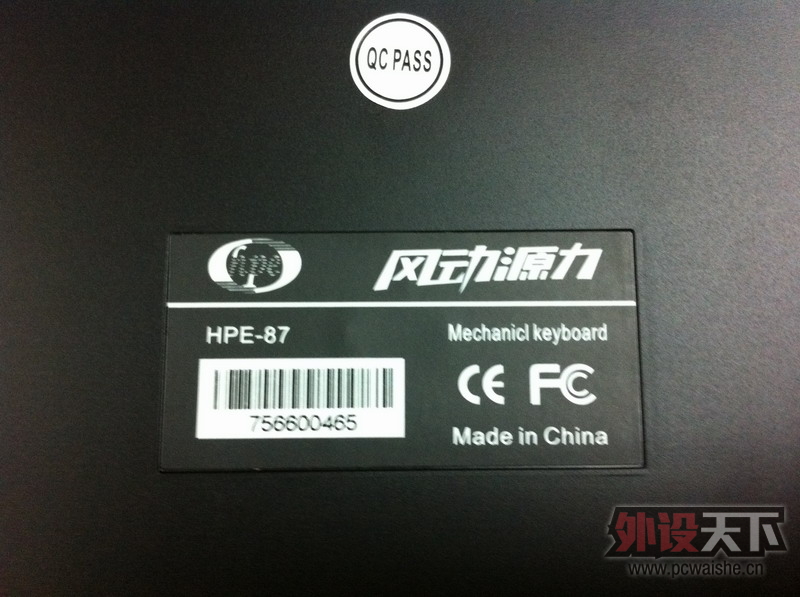 QC PASS
hpe
风动源力
HPE-87
Mechanicl keyboard
756600465
CE FC
Made in China
外设天下
www.pcwaishe.cn